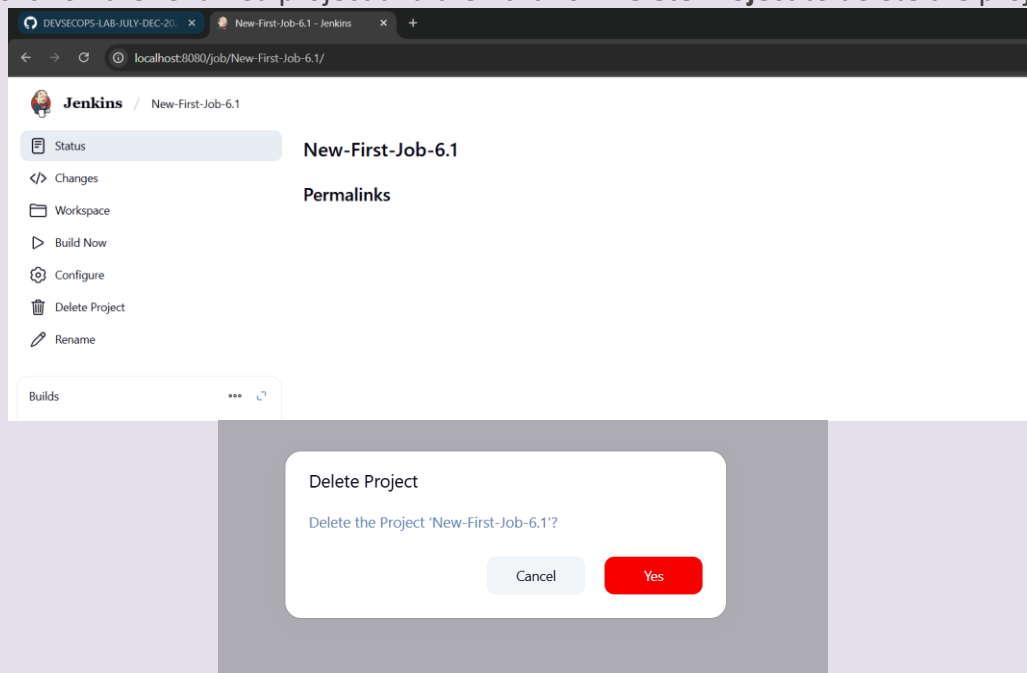 DEVSECOPS-LAB-JULY-DEC-20
New-First-Job-6.1 - Jenkins
localhost:8080/job/New-First-Job-6.1/
Jenkins / New-First-Job-6.1
Status
Changes
Workspace
Build Now
Configure
Delete Project
Rename
Builds
New-First-Job-6.1
Permalinks
Delete Project
Delete the Project 'New-First-Job-6.1'?
Cancel
Yes